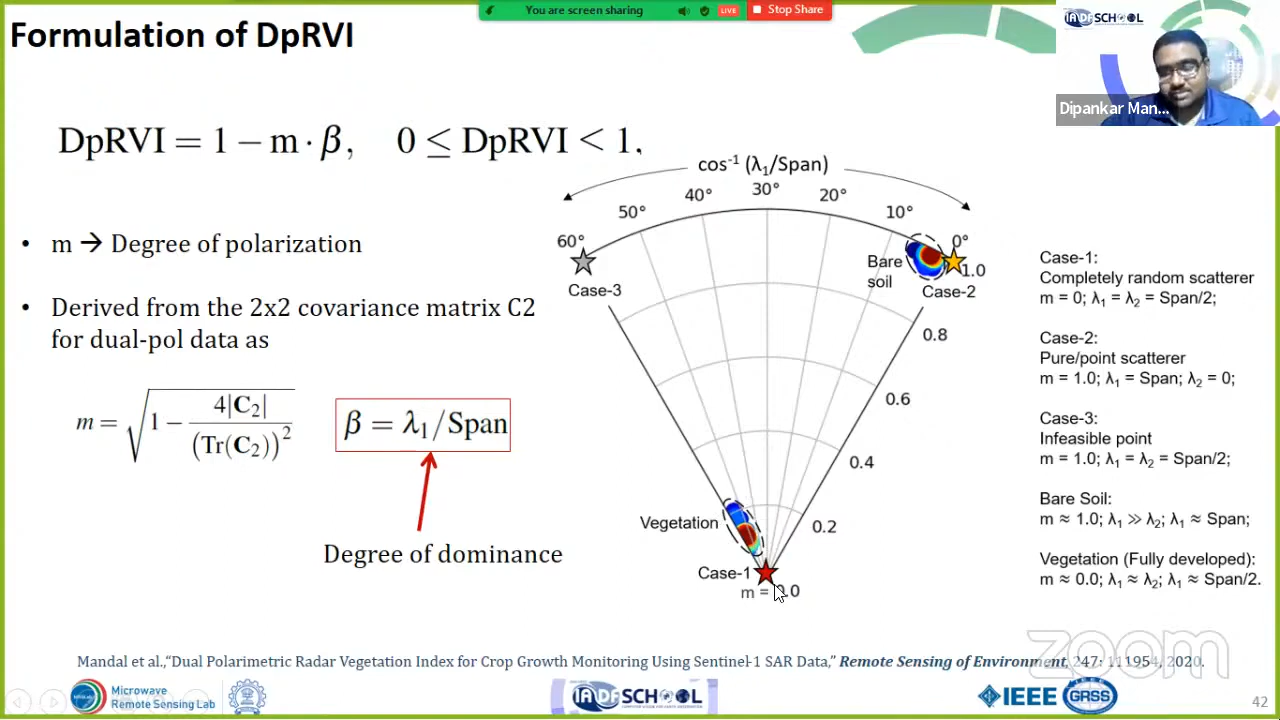 You are screen sharing
LIVE
Stop Share
Formulation of DpRVI
IADFSCHOOL
Dipankar Man...
DpRVI = 1 − m · β, 0 ≤ DpRVI < 1,
• m → Degree of polarization
• Derived from the 2x2 covariance matrix C2
for dual-pol data as
m = √(1 − 4|C₂| / (Tr(C₂))²)
β = λ₁/Span
Degree of dominance
cos⁻¹ (λ₁/Span)
60°
50°
40°
30°
20°
10°
0°
1.0
0.8
0.6
0.4
0.2
Case-3
Bare
soil
Case-2
Vegetation
Case-1
m = 0.0
Case-1:
Completely random scatterer
m = 0; λ₁ = λ₂ = Span/2;
Case-2:
Pure/point scatterer
m = 1.0; λ₁ = Span; λ₂ = 0;
Case-3:
Infeasible point
m = 1.0; λ₁ = λ₂ = Span/2;
Bare Soil:
m ≈ 1.0; λ₁ ≫ λ₂; λ₁ ≈ Span;
Vegetation (Fully developed):
m ≈ 0.0; λ₁ ≈ λ₂; λ₁ ≈ Span/2.
zoom
Mandal et al.,“Dual Polarimetric Radar Vegetation Index for Crop Growth Monitoring Using Sentinel-1 SAR Data,” Remote Sensing of Environment, 247: 111954, 2020.
Microwave
Remote Sensing Lab
IADFSCHOOL
IEEE
GRSS
42